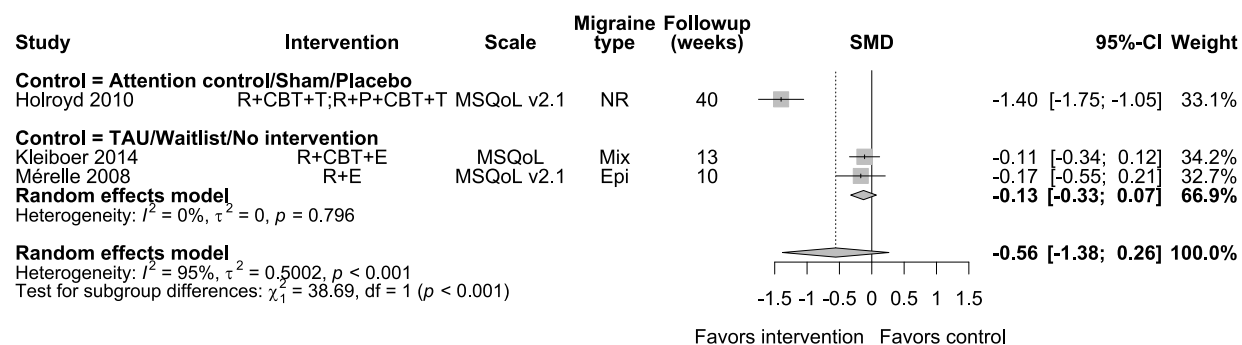 Study Intervention Scale Migraine type Followup (weeks) SMD 95%-CI Weight
Control = Attention control/Sham/Placebo
Holroyd 2010 R+CBT+T;R+P+CBT+T MSQoL v2.1 NR 40 -1.40 [-1.75; -1.05] 33.1%
Control = TAU/Waitlist/No intervention
Kleiboer 2014 R+CBT+E MSQoL Mix 13 -0.11 [-0.34; 0.12] 34.2%
Mérelle 2008 R+E MSQoL v2.1 Epi 10 -0.17 [-0.55; 0.21] 32.7%
Random effects model -0.13 [-0.33; 0.07] 66.9%
Heterogeneity: I² = 0%, τ² = 0, p = 0.796
Random effects model -0.56 [-1.38; 0.26] 100.0%
Heterogeneity: I² = 95%, τ² = 0.5002, p < 0.001
Test for subgroup differences: χ₁² = 38.69, df = 1 (p < 0.001)
-1.5 -1 -0.5 0 0.5 1 1.5
Favors intervention Favors control